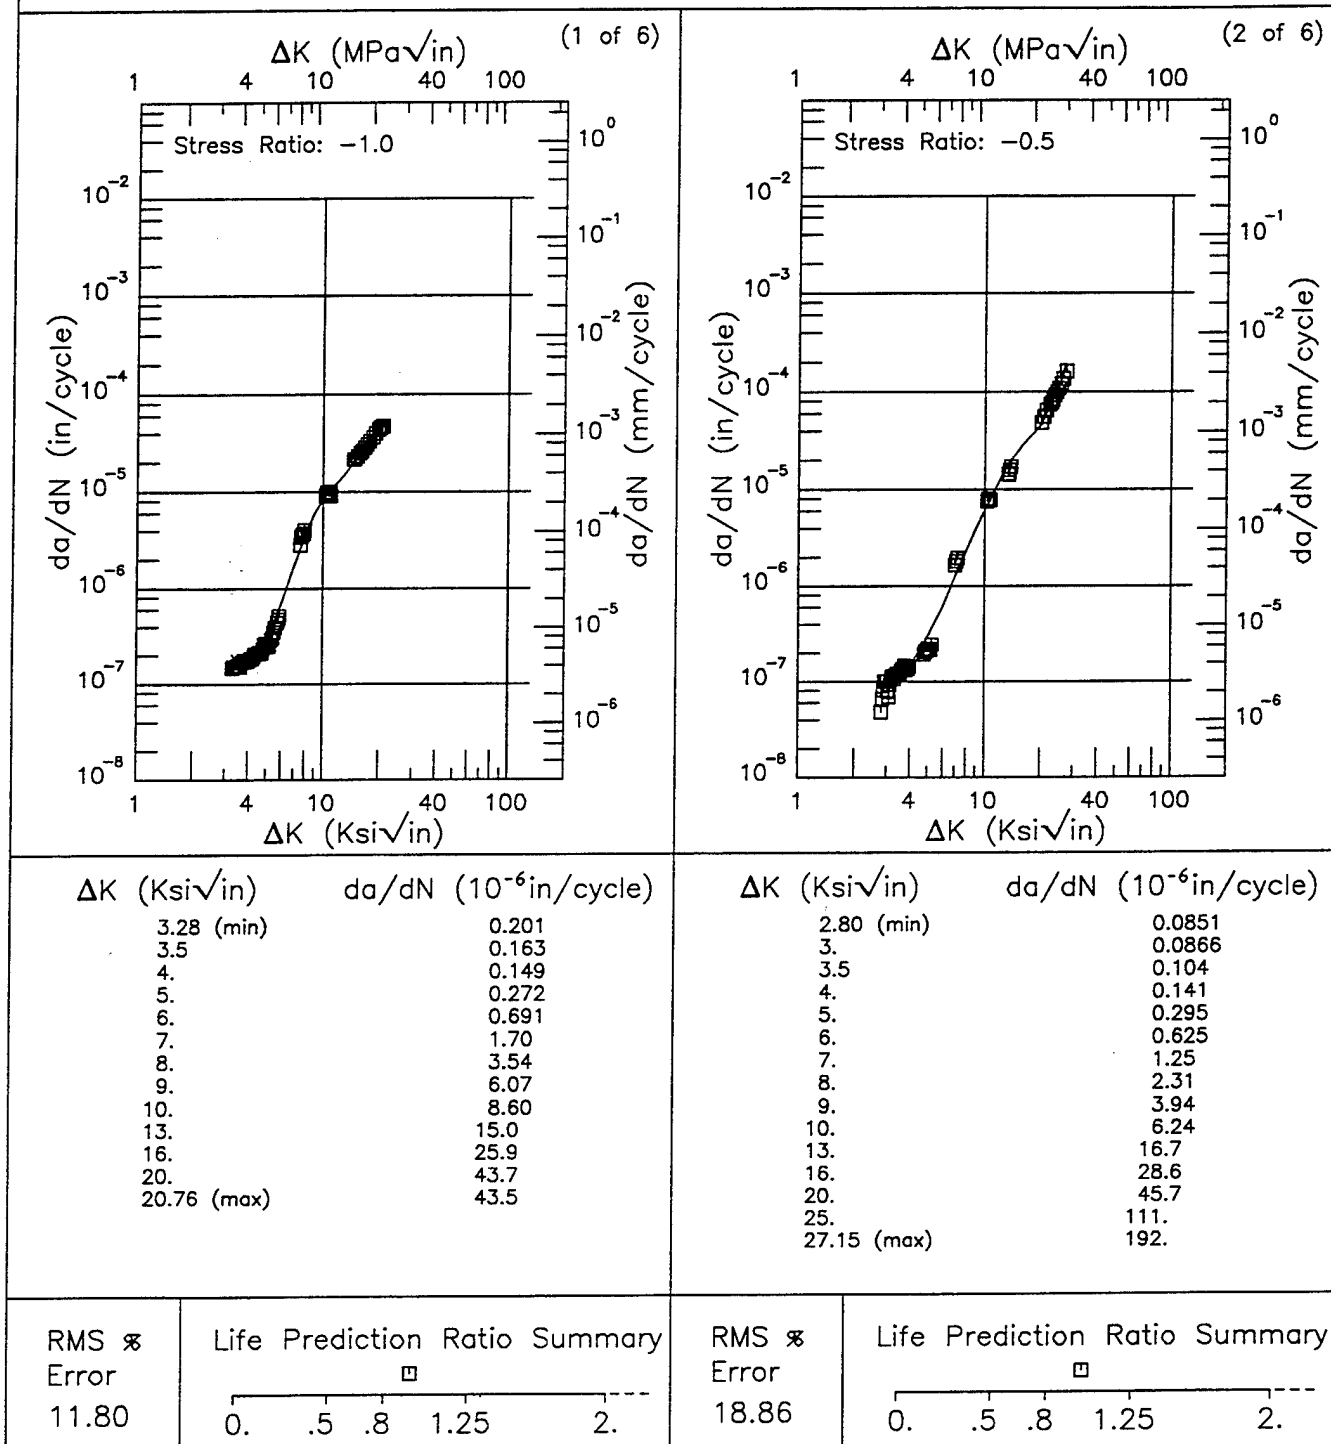 (1 of 6)
ΔK (MPa√in)
1 4 10 40 100
Stress Ratio: −1.0
10⁰
10⁻²
10⁻¹
10⁻³
10⁻²
10⁻⁴
10⁻³
10⁻⁵
10⁻⁴
10⁻⁶
10⁻⁵
10⁻⁷
10⁻⁶
10⁻⁸
da/dN (in/cycle)
da/dN (mm/cycle)
1 4 10 40 100
ΔK (Ksi√in)
ΔK (Ksi√in) da/dN (10⁻⁶in/cycle)
3.28 (min) 0.201
3.5 0.163
4. 0.149
5. 0.272
6. 0.691
7. 1.70
8. 3.54
9. 6.07
10. 8.60
13. 15.0
16. 25.9
20. 43.7
20.76 (max) 43.5
RMS %
Error
11.80
Life Prediction Ratio Summary
0. .5 .8 1.25 2.
(2 of 6)
ΔK (MPa√in)
1 4 10 40 100
Stress Ratio: −0.5
10⁰
10⁻²
10⁻¹
10⁻³
10⁻²
10⁻⁴
10⁻³
10⁻⁵
10⁻⁴
10⁻⁶
10⁻⁵
10⁻⁷
10⁻⁶
10⁻⁸
da/dN (in/cycle)
da/dN (mm/cycle)
1 4 10 40 100
ΔK (Ksi√in)
ΔK (Ksi√in) da/dN (10⁻⁶in/cycle)
2.80 (min) 0.0851
3. 0.0866
3.5 0.104
4. 0.141
5. 0.295
6. 0.625
7. 1.25
8. 2.31
9. 3.94
10. 6.24
13. 16.7
16. 28.6
20. 45.7
25. 111.
27.15 (max) 192.
RMS %
Error
18.86
Life Prediction Ratio Summary
0. .5 .8 1.25 2.